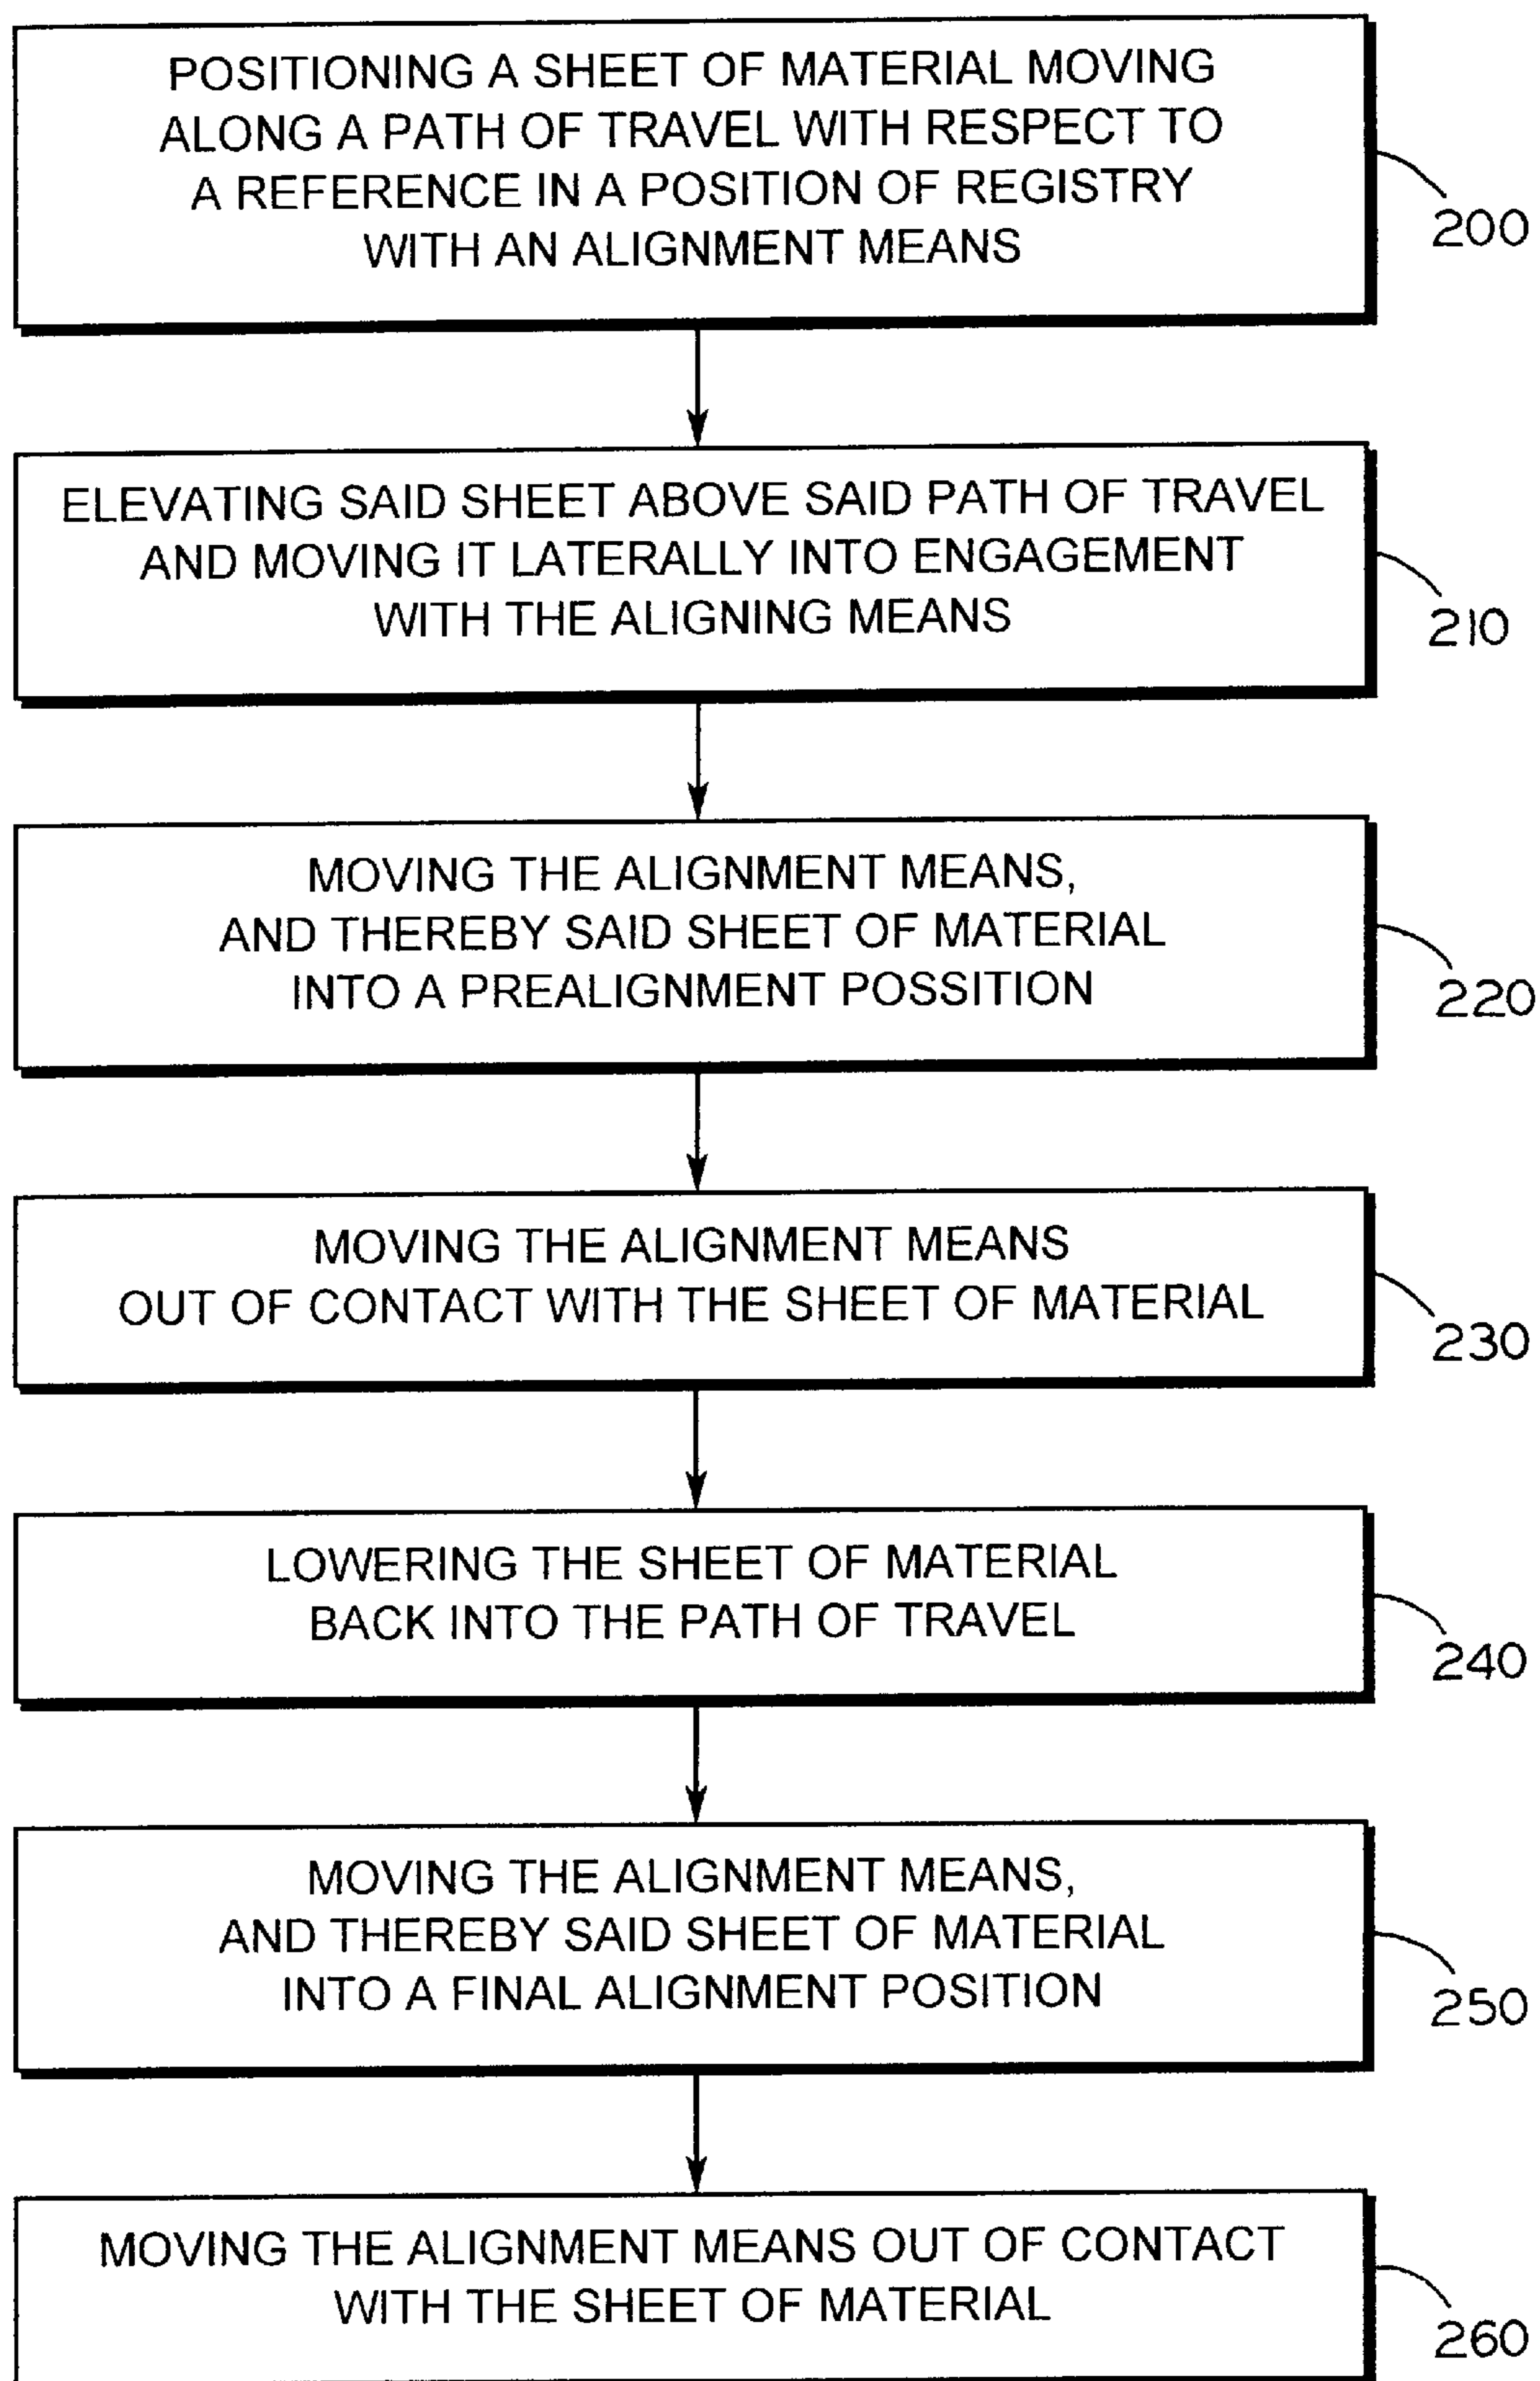 POSITIONING A SHEET OF MATERIAL MOVING
ALONG A PATH OF TRAVEL WITH RESPECT TO
A REFERENCE IN A POSITION OF REGISTRY
WITH AN ALIGNMENT MEANS
200
ELEVATING SAID SHEET ABOVE SAID PATH OF TRAVEL
AND MOVING IT LATERALLY INTO ENGAGEMENT
WITH THE ALIGNING MEANS
210
MOVING THE ALIGNMENT MEANS,
AND THEREBY SAID SHEET OF MATERIAL
INTO A PREALIGNMENT POSSITION
220
MOVING THE ALIGNMENT MEANS
OUT OF CONTACT WITH THE SHEET OF MATERIAL
230
LOWERING THE SHEET OF MATERIAL
BACK INTO THE PATH OF TRAVEL
240
MOVING THE ALIGNMENT MEANS,
AND THEREBY SAID SHEET OF MATERIAL
INTO A FINAL ALIGNMENT POSITION
250
MOVING THE ALIGNMENT MEANS OUT OF CONTACT
WITH THE SHEET OF MATERIAL
260